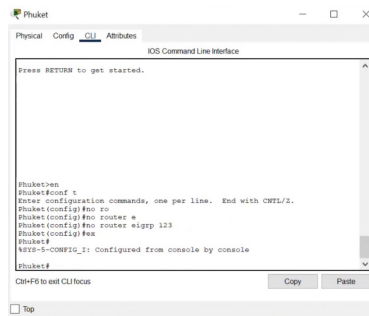 Phuket
Physical Config CLI Attributes
IOS Command Line Interface
Press RETURN to get started.
Phuket>en
Phuket#conf t
Enter configuration commands, one per line. End with CNTL/Z.
Phuket(config)#no ro
Phuket(config)#no router e
Phuket(config)#no router eigrp 123
Phuket(config)#ex
Phuket#
%SYS-5-CONFIG_I: Configured from console by console
Phuket#
Ctrl+F6 to exit CLI focus
Copy
Paste
Top